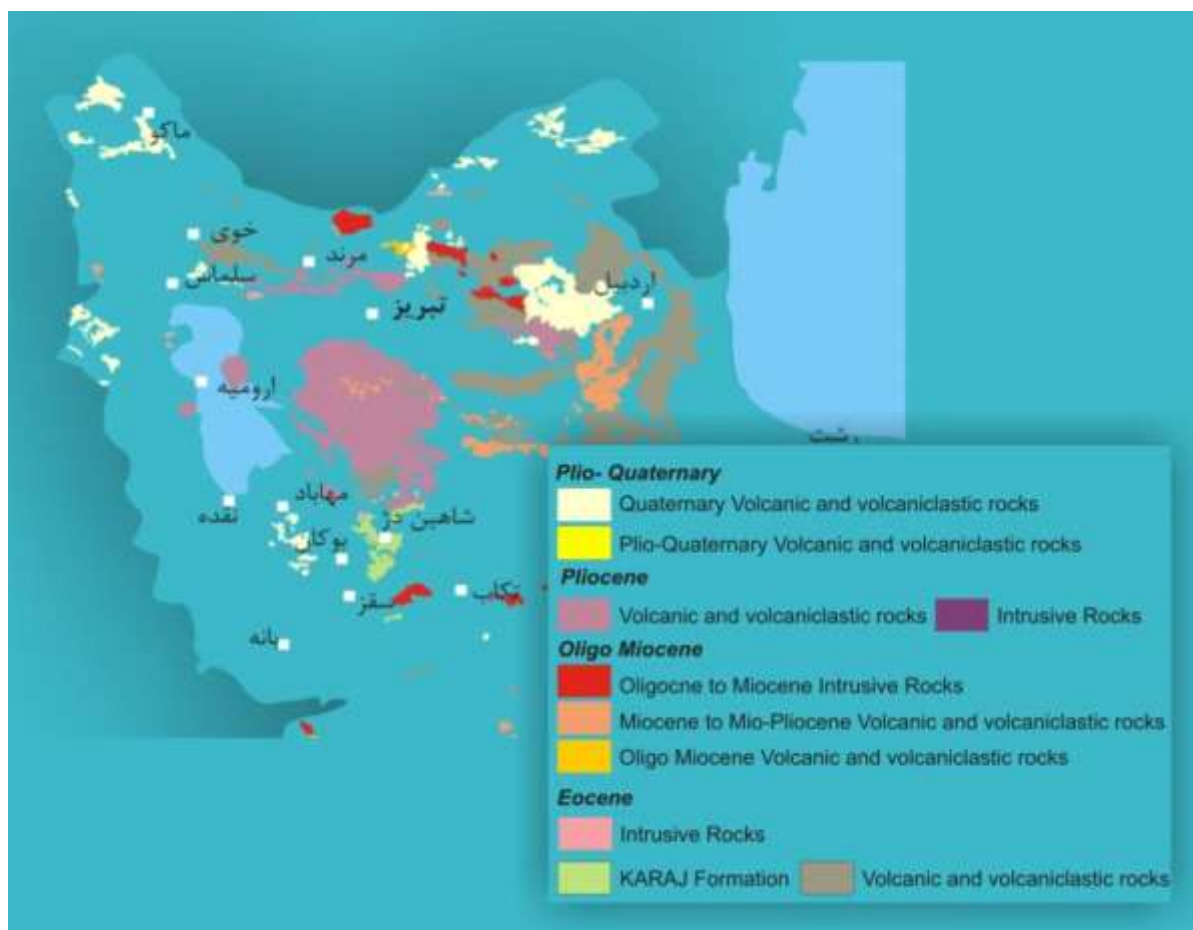 ماکو
خوی
مرند
سلماس
اردبیل
تبریز
ارومیه
رشت
مهاباد
نقده
شاهین دژ
بوکان
تکاب
سقز
بانه
Plio- Quaternary
Quaternary Volcanic and volcaniclastic rocks
Plio-Quaternary Volcanic and volcaniclastic rocks
Pliocene
Volcanic and volcaniclastic rocks Intrusive Rocks
Oligo Miocene
Oligocne to Miocene Intrusive Rocks
Miocene to Mio-Pliocene Volcanic and volcaniclastic rocks
Oligo Miocene Volcanic and volcaniclastic rocks
Eocene
Intrusive Rocks
KARAJ Formation Volcanic and volcaniclastic rocks